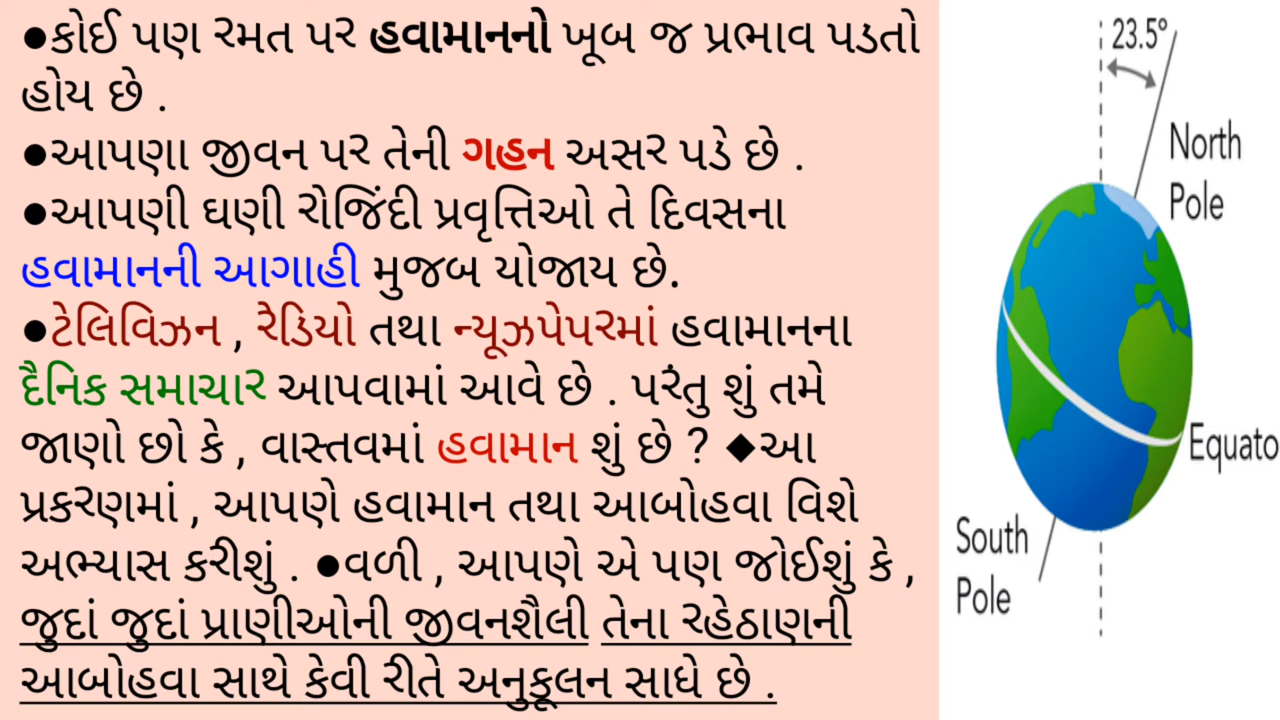 ●કોઈ પણ રમત પર હવામાનનો ખૂબ જ પ્રભાવ પડતો
હોય છે .
●આપણા જીવન પર તેની ગહન અસર પડે છે .
●આપણી ઘણી રોજિંદી પ્રવૃત્તિઓ તે દિવસના
હવામાનની આગાહી મુજબ યોજાય છે.
●ટેલિવિઝન , રેડિયો તથા ન્યૂઝપેપરમાં હવામાનના
દૈનિક સમાચાર આપવામાં આવે છે . પરંતુ શું તમે
જાણો છો કે , વાસ્તવમાં હવામાન શું છે ? ◆આ
પ્રકરણમાં , આપણે હવામાન તથા આબોહવા વિશે
અભ્યાસ કરીશું . ●વળી , આપણે એ પણ જોઈશું કે ,
જુદાં જુદાં પ્રાણીઓની જીવનશૈલી તેના રહેઠાણની
આબોહવા સાથે કેવી રીતે અનુકૂલન સાધે છે .
23.5°
North
Pole
Equato
South
Pole